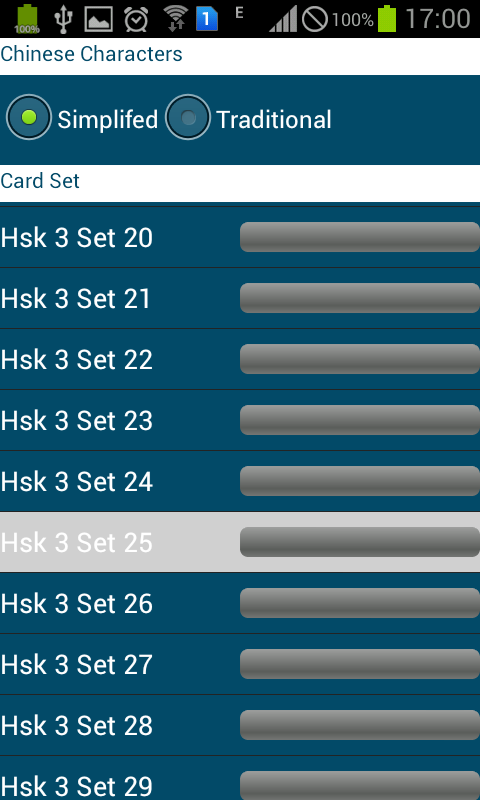 100%
1
E
100%
17:00
Chinese Characters
Simplifed
Traditional
Card Set
Hsk 3 Set 20
Hsk 3 Set 21
Hsk 3 Set 22
Hsk 3 Set 23
Hsk 3 Set 24
Hsk 3 Set 25
Hsk 3 Set 26
Hsk 3 Set 27
Hsk 3 Set 28
Hsk 3 Set 29